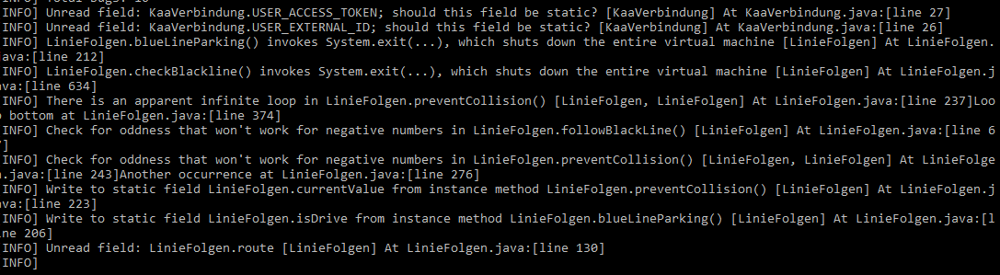 INFO] Unread field: KaaVerbindung.USER_ACCESS_TOKEN; should this field be static? [KaaVerbindung] At KaaVerbindung.java:[line 27]
INFO] Unread field: KaaVerbindung.USER_EXTERNAL_ID; should this field be static? [KaaVerbindung] At KaaVerbindung.java:[line 26]
INFO] LinieFolgen.blueLineParking() invokes System.exit(...), which shuts down the entire virtual machine [LinieFolgen] At LinieFolgen.
ava:[line 212]
INFO] LinieFolgen.checkBlackline() invokes System.exit(...), which shuts down the entire virtual machine [LinieFolgen] At LinieFolgen.j
va:[line 634]
INFO] There is an apparent infinite loop in LinieFolgen.preventCollision() [LinieFolgen, LinieFolgen] At LinieFolgen.java:[line 237]Loo
 bottom at LinieFolgen.java:[line 374]
INFO] Check for oddness that won't work for negative numbers in LinieFolgen.followBlackLine() [LinieFolgen] At LinieFolgen.java:[line 6
]
INFO] Check for oddness that won't work for negative numbers in LinieFolgen.preventCollision() [LinieFolgen, LinieFolgen] At LinieFolge
.java:[line 243]Another occurrence at LinieFolgen.java:[line 276]
INFO] Write to static field LinieFolgen.currentValue from instance method LinieFolgen.preventCollision() [LinieFolgen] At LinieFolgen.j
va:[line 223]
INFO] Write to static field LinieFolgen.isDrive from instance method LinieFolgen.blueLineParking() [LinieFolgen] At LinieFolgen.java:[l
ne 206]
INFO] Unread field: LinieFolgen.route [LinieFolgen] At LinieFolgen.java:[line 130]
INFO]